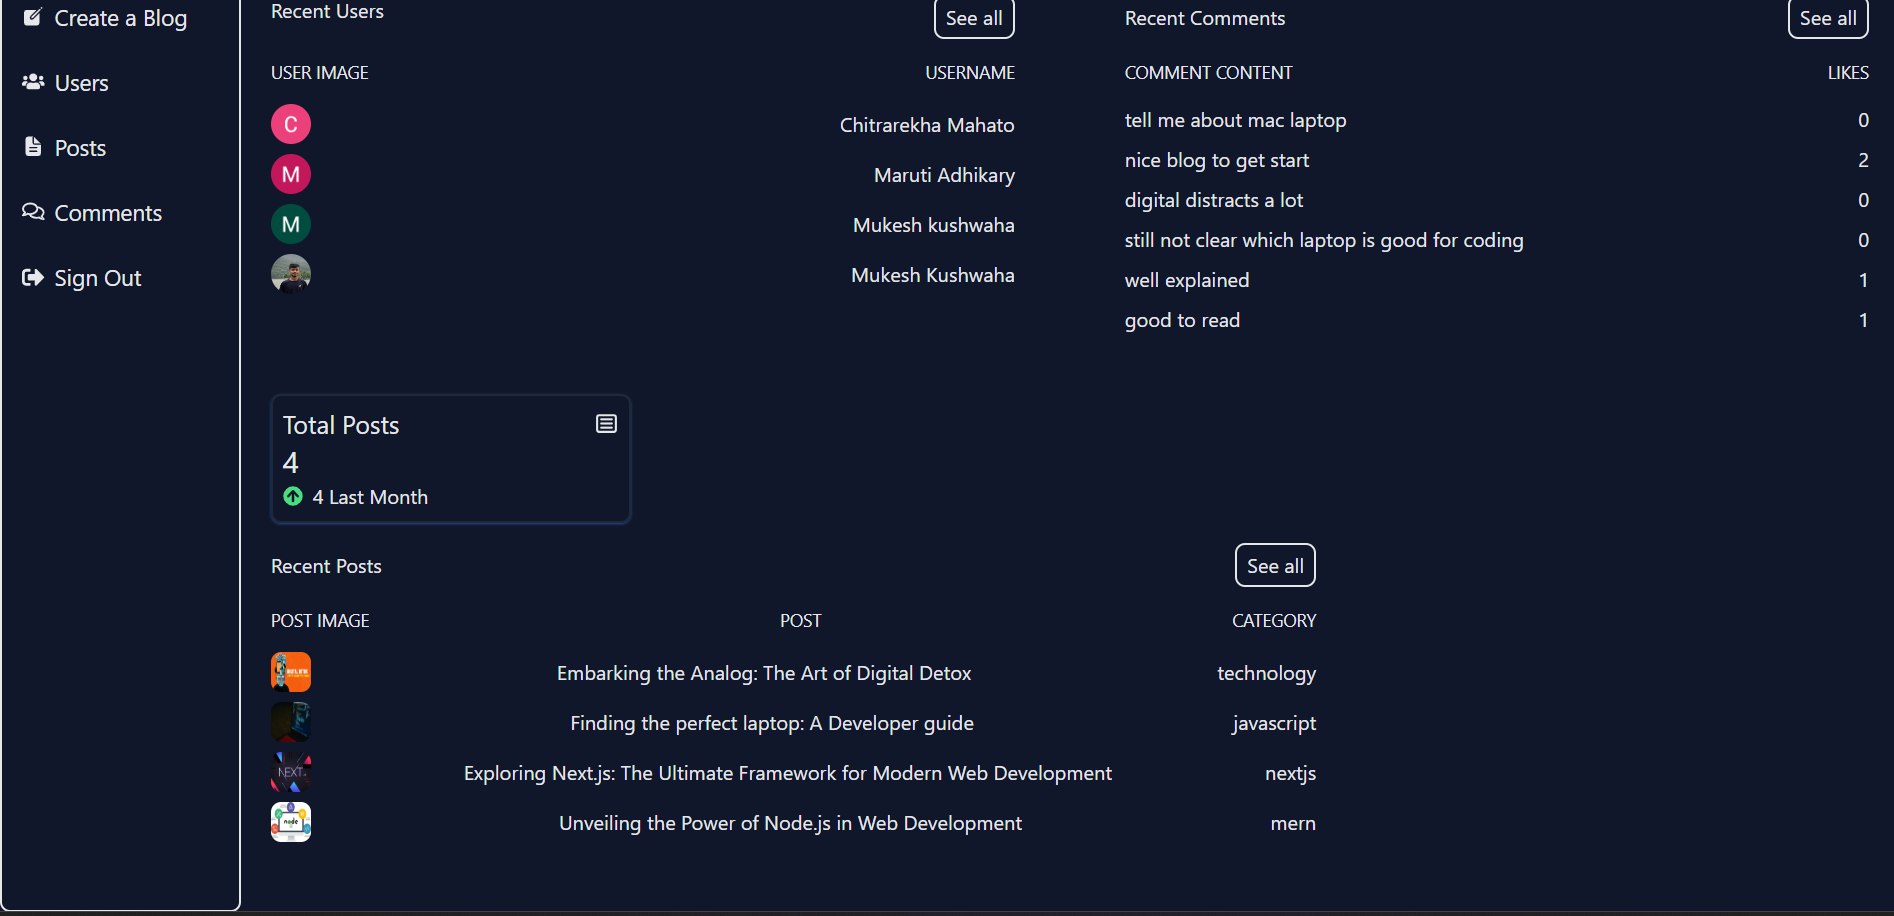 Create a Blog
Users
Posts
Comments
Sign Out
Recent Users
See all
USER IMAGE USERNAME
C Chitrarekha Mahato
M Maruti Adhikary
M Mukesh kushwaha
Mukesh Kushwaha
Recent Comments
See all
COMMENT CONTENT LIKES
tell me about mac laptop 0
nice blog to get start 2
digital distracts a lot 0
still not clear which laptop is good for coding 0
well explained 1
good to read 1
Total Posts
4
4 Last Month
Recent Posts
See all
POST IMAGE POST CATEGORY
Embarking the Analog: The Art of Digital Detox technology
Finding the perfect laptop: A Developer guide javascript
NEXT Exploring Next.js: The Ultimate Framework for Modern Web Development nextjs
node Unveiling the Power of Node.js in Web Development mern